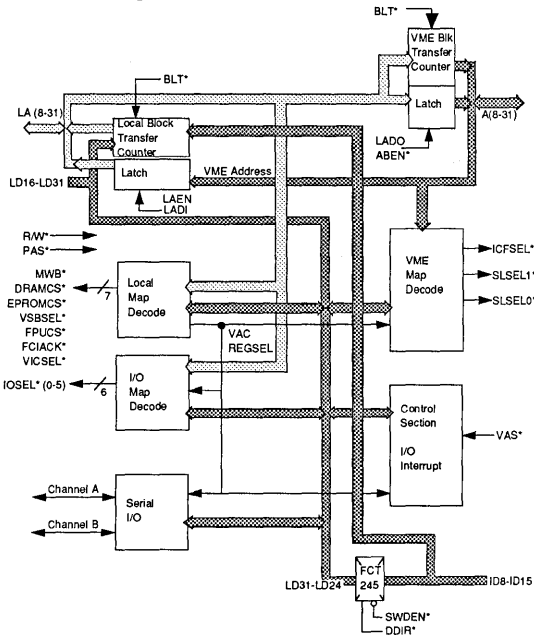 BLT*
VME Blk
Transfer
Counter
BLT*
Latch
LA (8-31)
A(8-31)
Local Block
Transfer
Counter
LADO
ABEN*
Latch
VME Address
LD16-LD31
LAEN
LADI
R/W*
PAS*
ICFSEL*
VME
Map
Decode
SLSEL1*
SLSEL0*
MWB*
DRAMCS*
EPROMCS*
VSBSEL*
FPUCS*
FCIACK*
VICSEL*
7
Local
Map
Decode
VAC
REGSEL
IOSEL* (0-5)
6
I/O
Map
Decode
Control
Section
I/O
Interrupt
VAS*
Channel A
Channel B
Serial
I/O
LD31-LD24
FCT
245
ID8-ID15
SWDEN*
DDIR*